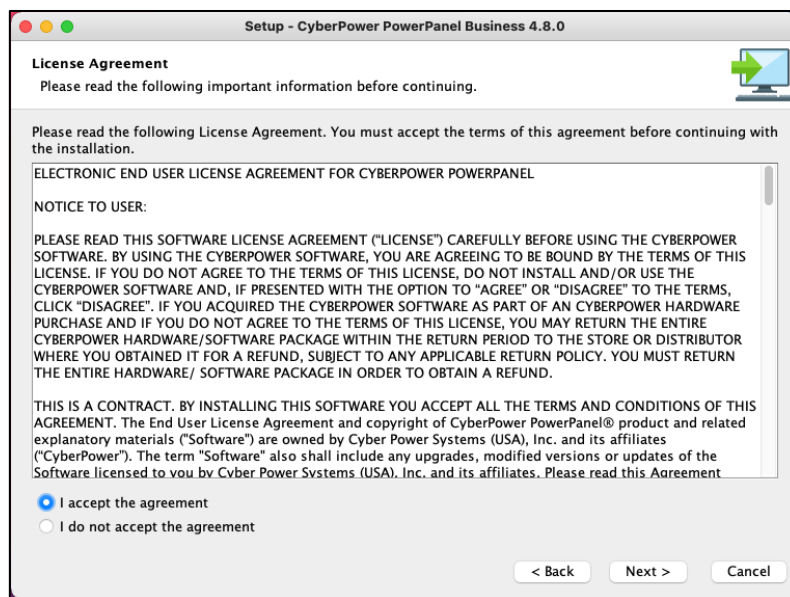 Setup - CyberPower PowerPanel Business 4.8.0
License Agreement
Please read the following important information before continuing.
Please read the following License Agreement. You must accept the terms of this agreement before continuing with
the installation.
ELECTRONIC END USER LICENSE AGREEMENT FOR CYBERPOWER POWERPANEL
NOTICE TO USER:
PLEASE READ THIS SOFTWARE LICENSE AGREEMENT (“LICENSE”) CAREFULLY BEFORE USING THE CYBERPOWER
SOFTWARE. BY USING THE CYBERPOWER SOFTWARE, YOU ARE AGREEING TO BE BOUND BY THE TERMS OF THIS
LICENSE. IF YOU DO NOT AGREE TO THE TERMS OF THIS LICENSE, DO NOT INSTALL AND/OR USE THE
CYBERPOWER SOFTWARE AND, IF PRESENTED WITH THE OPTION TO “AGREE” OR “DISAGREE” TO THE TERMS,
CLICK “DISAGREE”. IF YOU ACQUIRED THE CYBERPOWER SOFTWARE AS PART OF AN CYBERPOWER HARDWARE
PURCHASE AND IF YOU DO NOT AGREE TO THE TERMS OF THIS LICENSE, YOU MAY RETURN THE ENTIRE
CYBERPOWER HARDWARE/SOFTWARE PACKAGE WITHIN THE RETURN PERIOD TO THE STORE OR DISTRIBUTOR
WHERE YOU OBTAINED IT FOR A REFUND, SUBJECT TO ANY APPLICABLE RETURN POLICY. YOU MUST RETURN
THE ENTIRE HARDWARE/ SOFTWARE PACKAGE IN ORDER TO OBTAIN A REFUND.
THIS IS A CONTRACT. BY INSTALLING THIS SOFTWARE YOU ACCEPT ALL THE TERMS AND CONDITIONS OF THIS
AGREEMENT. The End User License Agreement and copyright of CyberPower PowerPanel® product and related
explanatory materials ("Software") are owned by Cyber Power Systems (USA), Inc. and its affiliates
(“CyberPower”). The term "Software" also shall include any upgrades, modified versions or updates of the
Software licensed to you by Cyber Power Systems (USA), Inc. and its affiliates. Please read this Agreement
I accept the agreement
I do not accept the agreement
< Back
Next >
Cancel